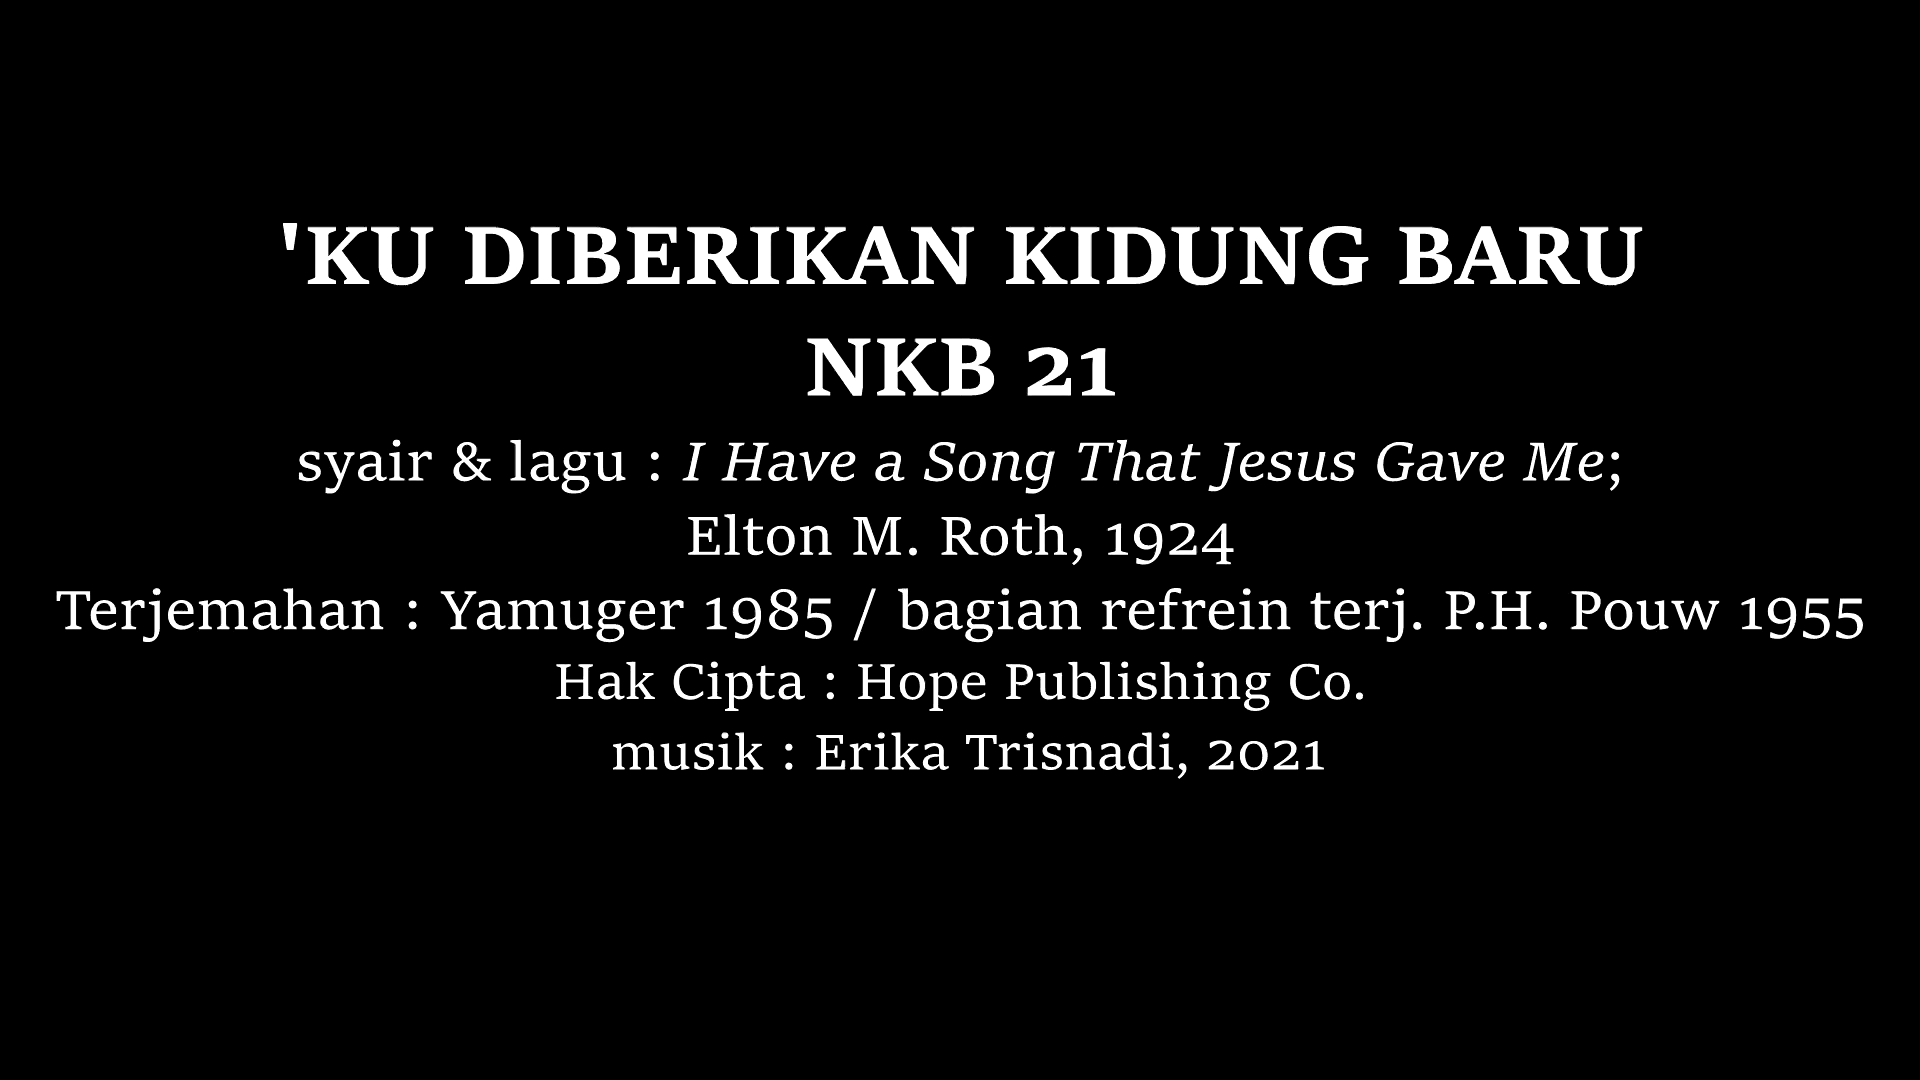 'KU DIBERIKAN KIDUNG BARU
NKB 21
syair & lagu : I Have a Song That Jesus Gave Me;
Elton M. Roth, 1924
Terjemahan : Yamuger 1985 / bagian refrein terj. P.H. Pouw 1955
Hak Cipta : Hope Publishing Co.
musik : Erika Trisnadi, 2021